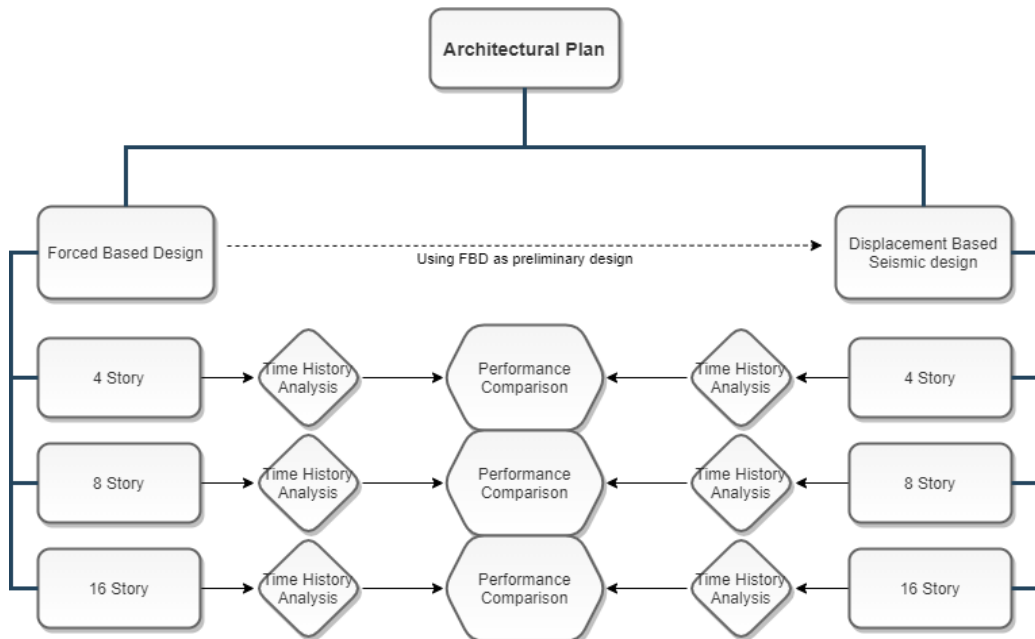 Architectural Plan
Forced Based Design
Using FBD as preliminary design
Displacement Based
Seismic design
4 Story
Time History
Analysis
Performance
Comparison
Time History
Analysis
4 Story
8 Story
Time History
Analysis
Performance
Comparison
Time History
Analysis
8 Story
16 Story
Time History
Analysis
Performance
Comparison
Time History
Analysis
16 Story